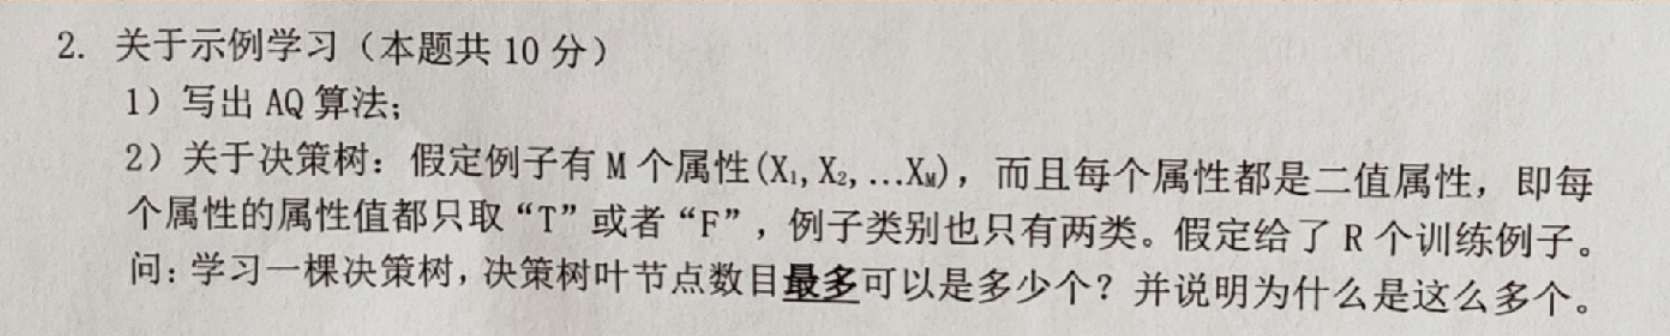 2. 关于示例学习（本题共 10 分）
1）写出 AQ 算法;
2）关于决策树：假定例子有 M 个属性(X₁, X₂, ...Xₘ)，而且每个属性都是二值属性，即每
个属性的属性值都只取“T”或者“F”，例子类别也只有两类。假定给了 R 个训练例子。
问：学习一棵决策树，决策树叶节点数目最多可以是多少个？并说明为什么是这么多个。